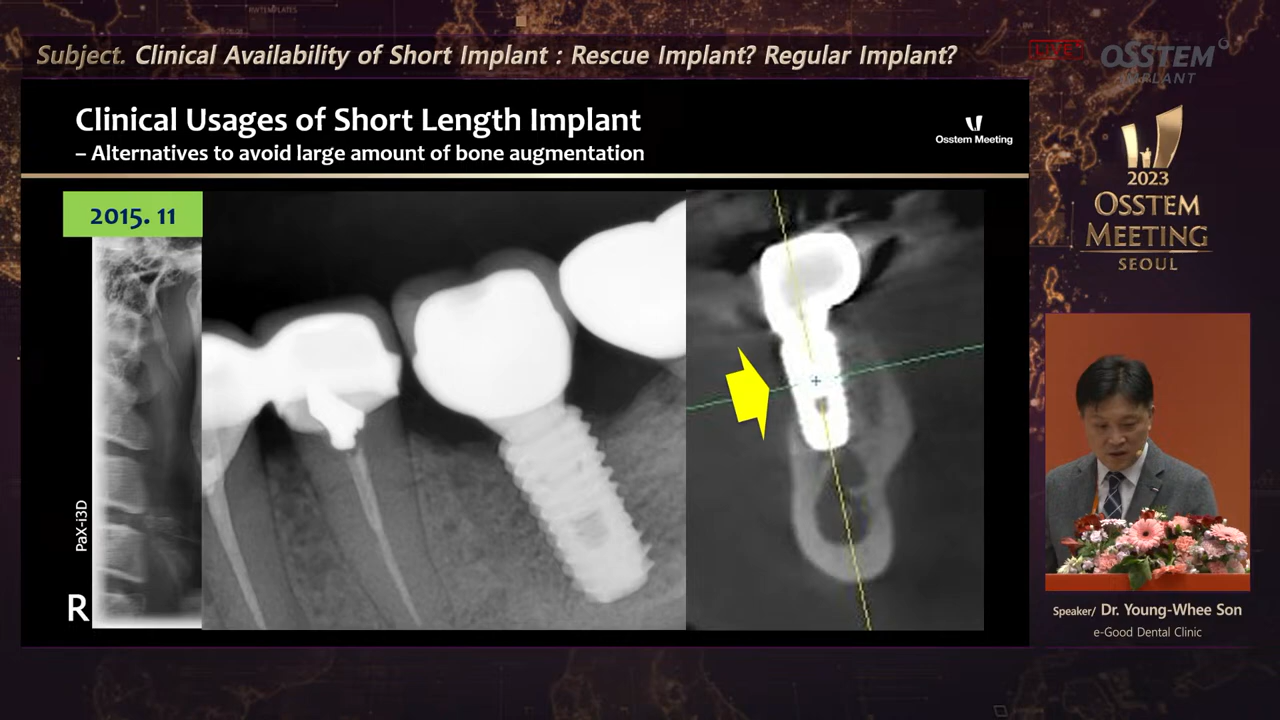 RWTEMPLATES
Subject. Clinical Availability of Short Implant : Rescue Implant? Regular Implant?
LIVE
OSSTEM
IMPLANT
Clinical Usages of Short Length Implant
– Alternatives to avoid large amount of bone augmentation
Osstem Meeting
2023
OSSTEM
MEETING
SEOUL
2015. 11
PaX-i3D
R
Speaker/ Dr. Young-Whee Son
e-Good Dental Clinic